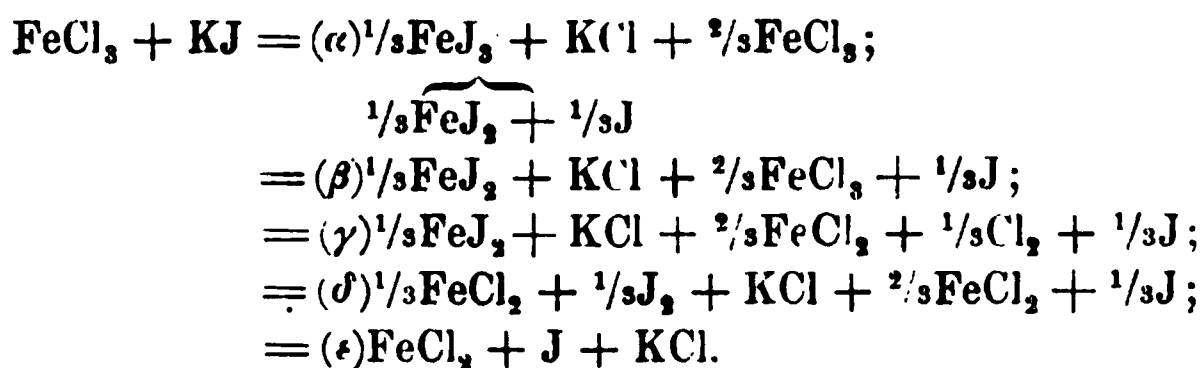 FeCl₃ + KJ = (α)¹/₃FeJ₃ + KCl + ²/₃FeCl₃;
¹/₃FeJ₂ + ¹/₃J
= (β)¹/₃FeJ₂ + KCl + ²/₃FeCl₃ + ¹/₃J;
= (γ)¹/₃FeJ₂ + KCl + ²/₃FeCl₂ + ¹/₃Cl₂ + ¹/₃J;
= (δ)¹/₃FeCl₂ + ¹/₃J₂ + KCl + ²/₃FeCl₂ + ¹/₃J;
= (ε)FeCl₂ + J + KCl.